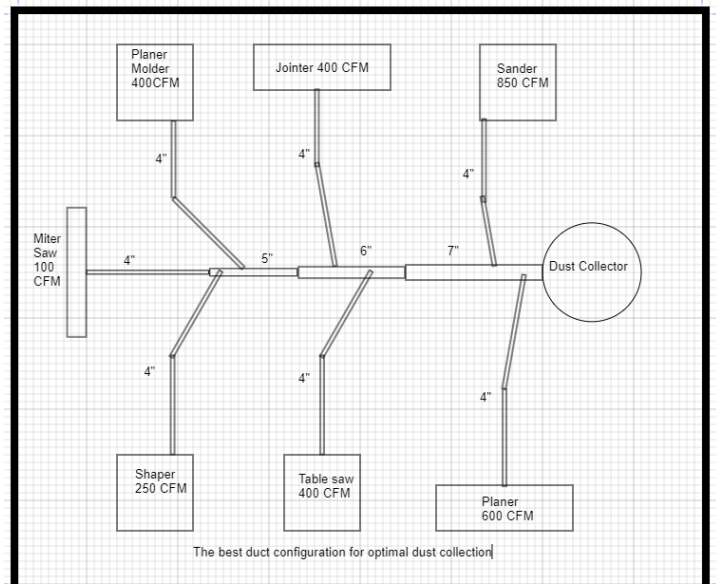 Planer
Molder
400CFM
Jointer 400 CFM
Sander
850 CFM
4"
4"
4"
Miter
Saw
100
CFM
4"
5"
6"
7"
Dust Collector
4"
4"
4"
Shaper
250 CFM
Table saw
400 CFM
Planer
600 CFM
The best duct configuration for optimal dust collection